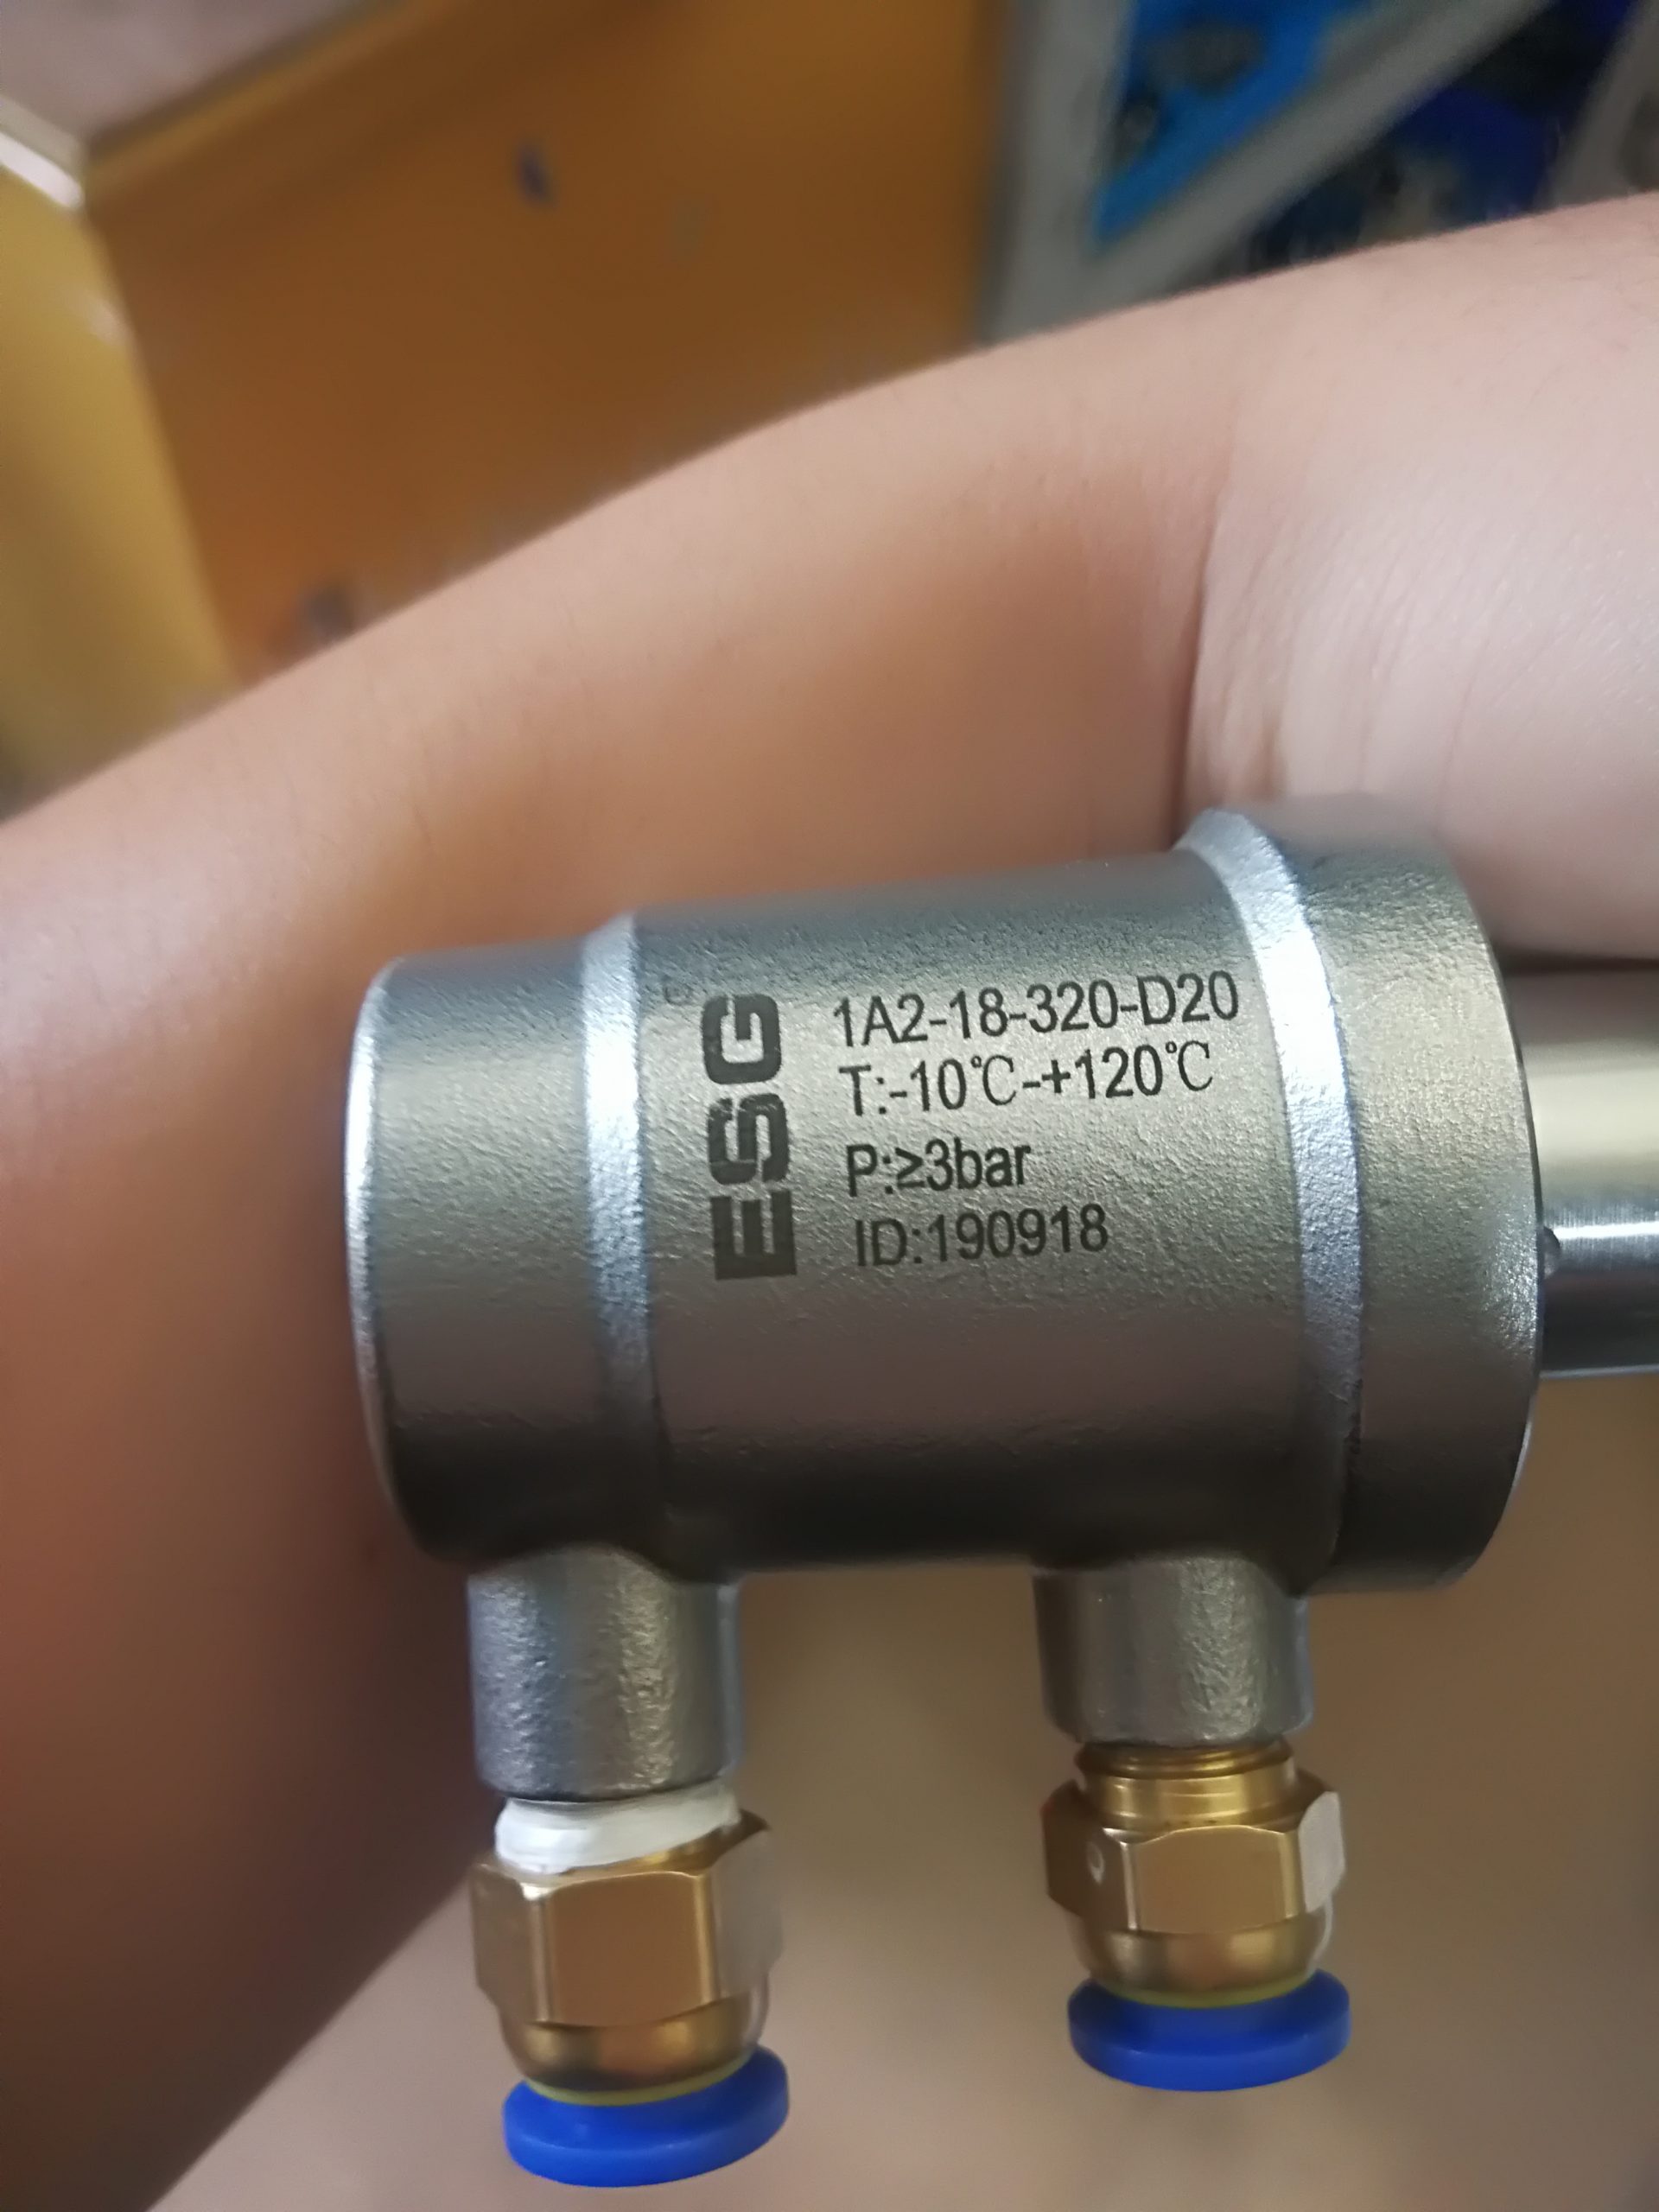 ESG
1A2-18-320-D20
T:-10℃-+120℃
P:≥3bar
ID:190918